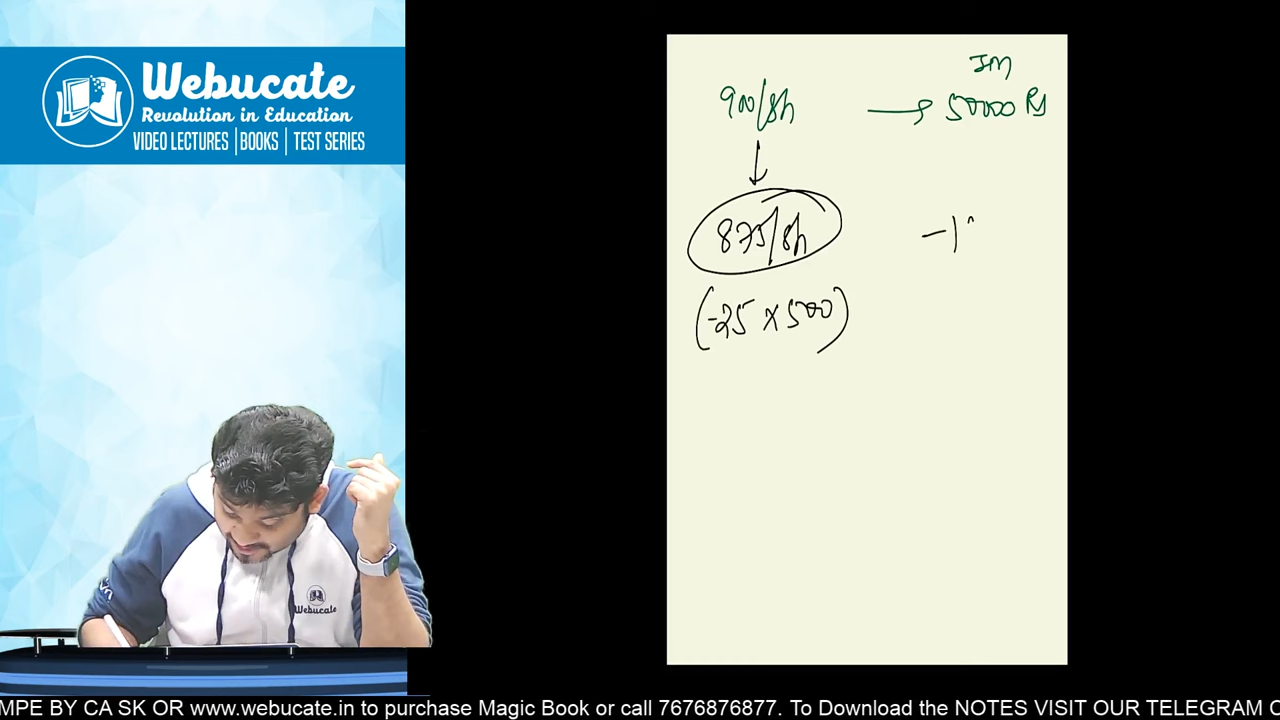 Webucate
Revolution in Education
VIDEO LECTURES | BOOKS | TEST SERIES
IM
900/sh → 50000 Rs
875/sh -1
(-25 x 500)
Webucate
MPE BY CA SK OR www.webucate.in to purchase Magic Book or call 7676876877. To Download the NOTES VISIT OUR TELEGRAM C